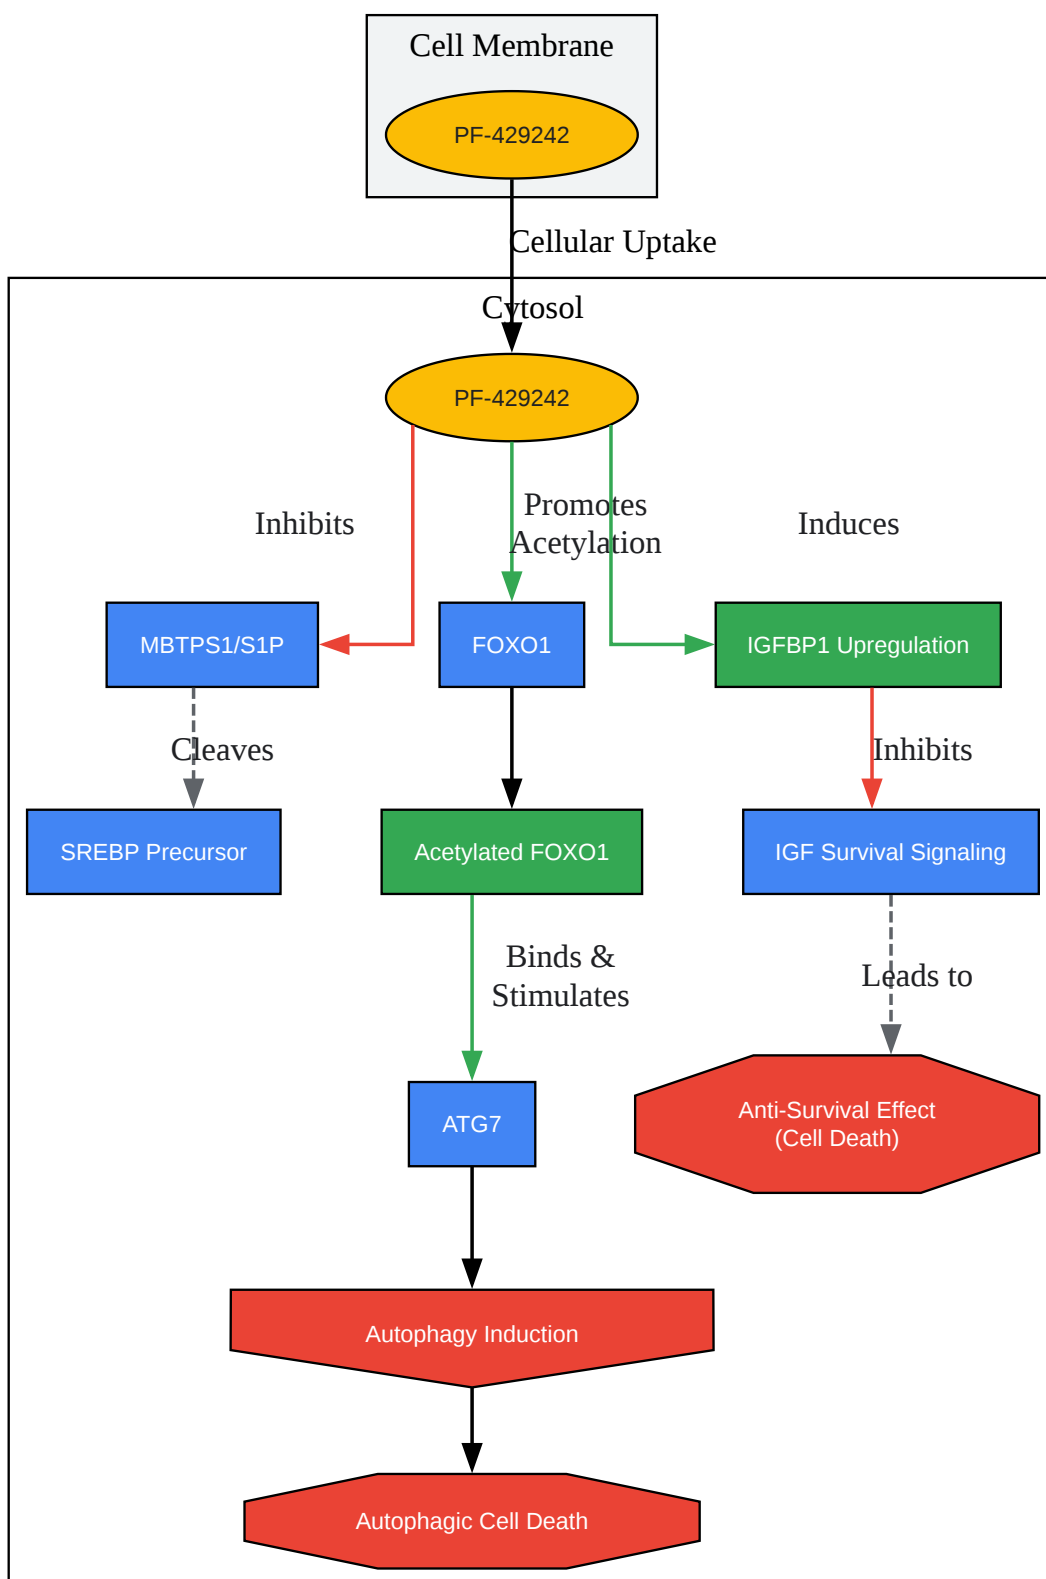 Cell Membrane
PF-429242
Cellular Uptake
Cytosol
PF-429242
Inhibits
Promotes
Acetylation
Induces
MBTPS1/S1P
FOXO1
IGFBP1 Upregulation
Cleaves
Inhibits
SREBP Precursor
Acetylated FOXO1
IGF Survival Signaling
Binds &
Stimulates
Leads to
ATG7
Anti-Survival Effect
(Cell Death)
Autophagy Induction
Autophagic Cell Death